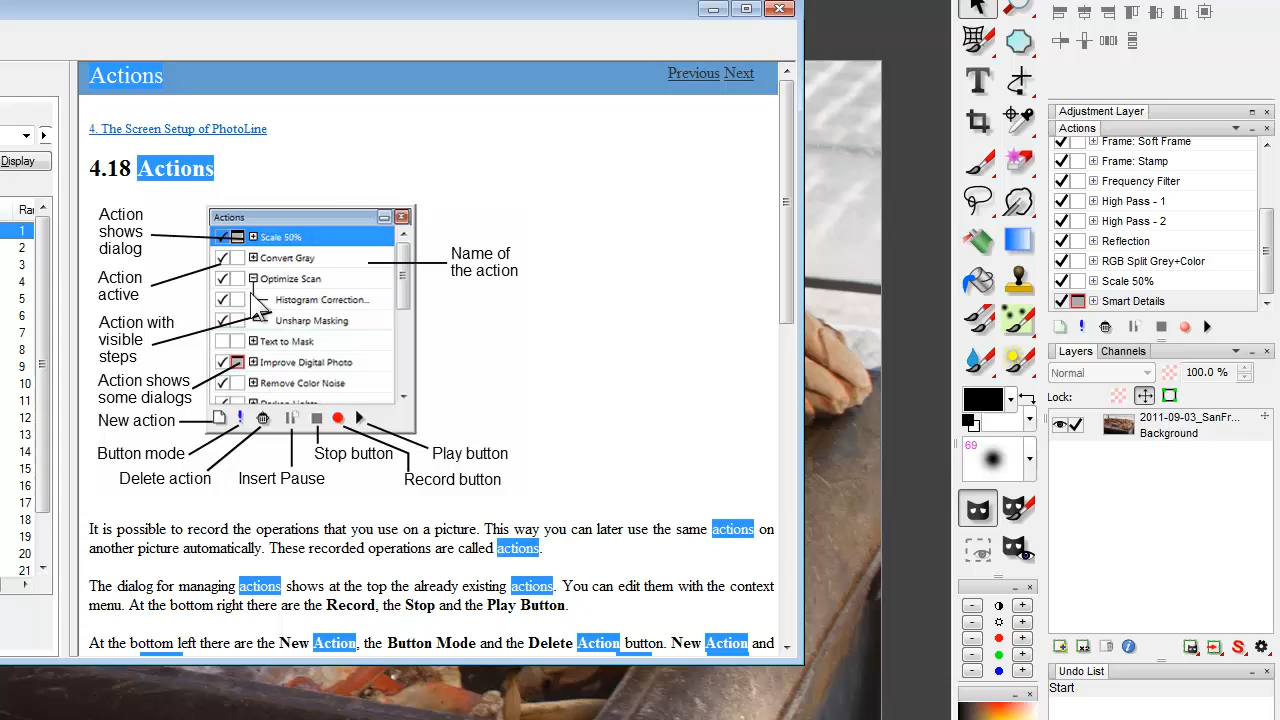 Actions
Previous Next
4. The Screen Setup of PhotoLine
4.18 Actions
Action
shows
dialog
Action
active
Action with
visible
steps
Action shows
some dialogs
New action
Button mode
Delete action
Insert Pause
Stop button
Record button
Play button
Name of
the action
Actions
Scale 50%
Convert Gray
Optimize Scan
Histogram Correction...
Unsharp Masking
Text to Mask
Improve Digital Photo
Remove Color Noise
Darken Lights
It is possible to record the operations that you use on a picture. This way you can later use the same actions on
another picture automatically. These recorded operations are called actions.
The dialog for managing actions shows at the top the already existing actions. You can edit them with the context
menu. At the bottom right there are the Record, the Stop and the Play Button.
At the bottom left there are the New Action, the Button Mode and the Delete Action button. New Action and
Display
Ra
1
2
3
4
5
6
7
8
9
10
11
12
13
14
15
16
17
18
19
20
21
Adjustment Layer
Actions
Frame: Soft Frame
Frame: Stamp
Frequency Filter
High Pass - 1
High Pass - 2
Reflection
RGB Split Grey+Color
Scale 50%
Smart Details
Layers Channels
Normal 100.0 %
Lock:
2011-09-03_SanFr...
Background
69
Undo List
Start